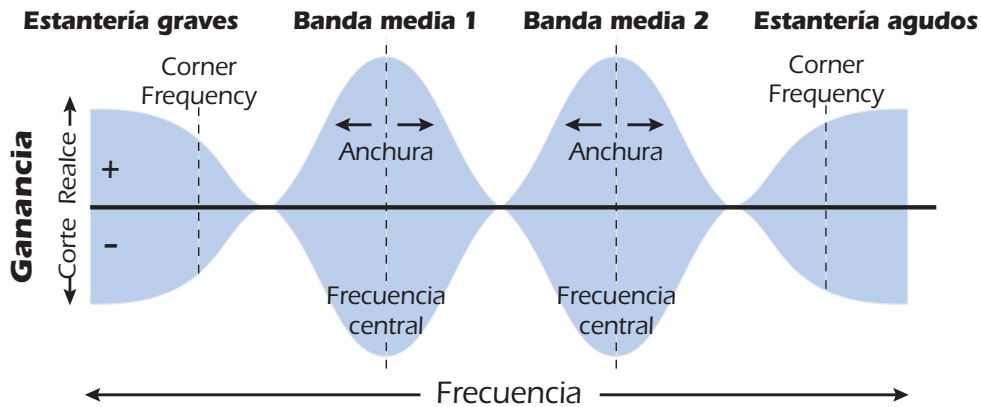 Estantería graves
Banda media 1
Banda media 2
Estantería agudos
Corner
Frequency
Corner
Frequency
Ganancia
Corte Realce
+
-
Anchura
Anchura
Frecuencia
central
Frecuencia
central
Frecuencia